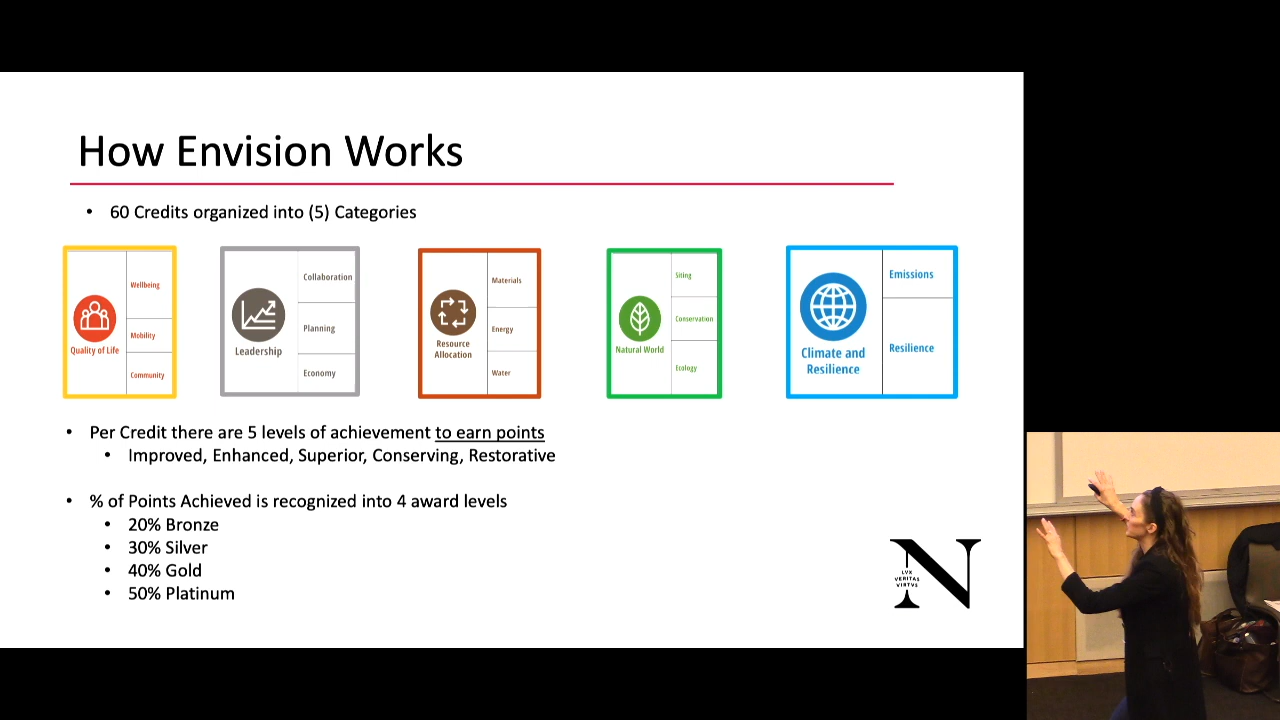 How Envision Works
• 60 Credits organized into (5) Categories
Wellbeing
Quality of Life
Mobility
Community
Collaboration
Leadership
Planning
Economy
Materials
Resource
Allocation
Energy
Water
Siting
Natural World
Conservation
Ecology
Emissions
Climate and
Resilience
Resilience
• Per Credit there are 5 levels of achievement to earn points
• Improved, Enhanced, Superior, Conserving, Restorative
• % of Points Achieved is recognized into 4 award levels
• 20% Bronze
• 30% Silver
• 40% Gold
• 50% Platinum
N
LVX
VERITAS
VIRTVS